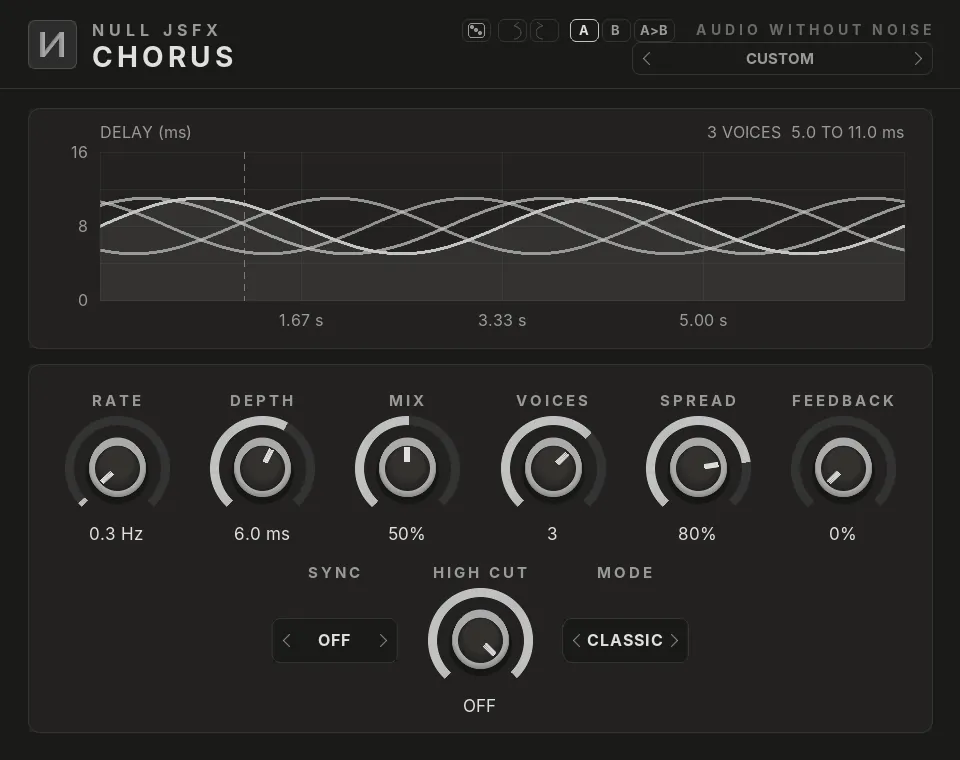 NULL JSFX
CHORUS
A B A>B AUDIO WITHOUT NOISE
CUSTOM
DELAY (ms) 3 VOICES 5.0 TO 11.0 ms
16
8
0
1.67 s 3.33 s 5.00 s
RATE DEPTH MIX VOICES SPREAD FEEDBACK
0.3 Hz 6.0 ms 50% 3 80% 0%
SYNC HIGH CUT MODE
OFF CLASSIC
OFF